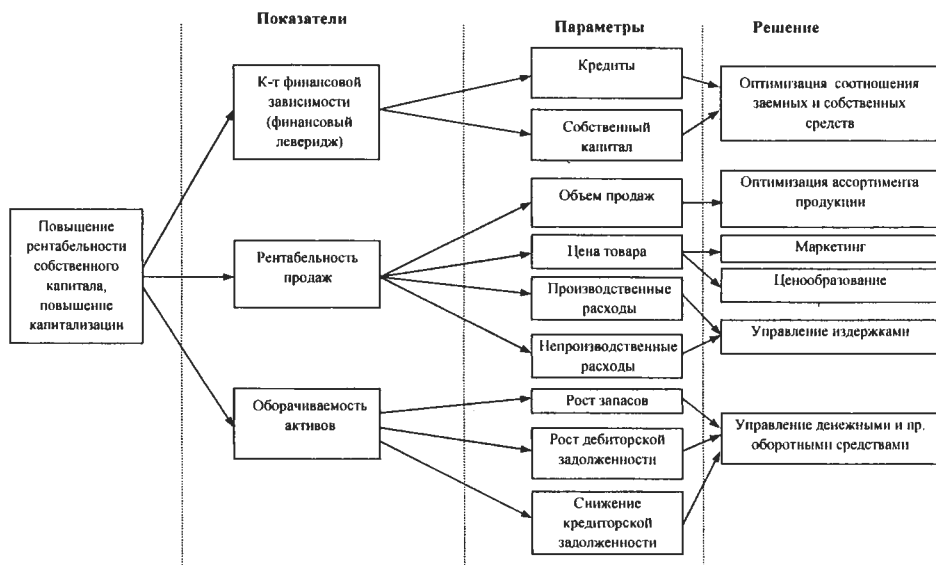 Показатели
Параметры
Решение
Повышение
рентабельности
собственного
капитала,
повышение
капитализации
К-т финансовой
зависимости
(финансовый
леверидж)
Рентабельность
продаж
Оборачиваемость
активов
Кредиты
Собственный
капитал
Объем продаж
Цена товара
Производственные
расходы
Непроизводственные
расходы
Рост запасов
Рост дебиторской
задолженности
Снижение
кредиторской
задолженности
Оптимизация соотношения
заемных и собственных
средств
Оптимизация ассортимента
продукции
Маркетинг
Ценообразование
Управление издержками
Управление денежными и пр.
оборотными средствами